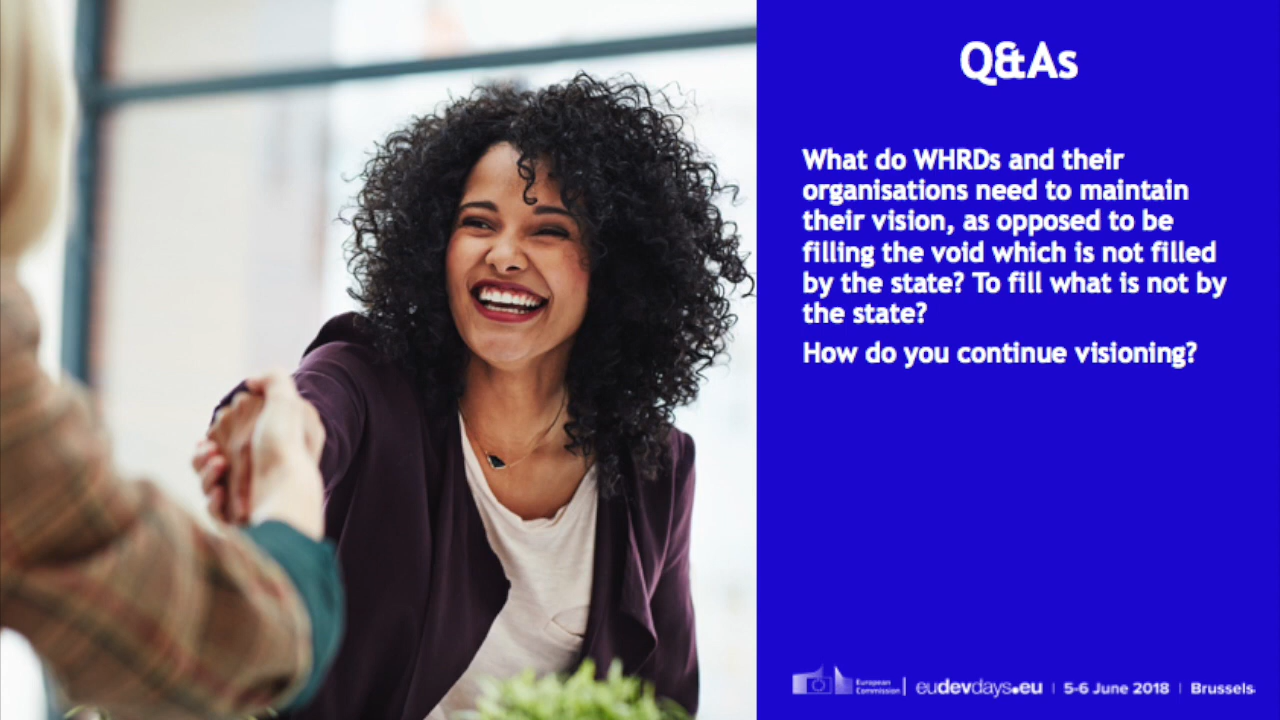 Q&As
What do WHRDs and their
organisations need to maintain
their vision, as opposed to be
filling the void which is not filled
by the state? To fill what is not by
the state?
How do you continue visioning?
European
Commission
eudevdays.eu | 5-6 June 2018 | Brussels